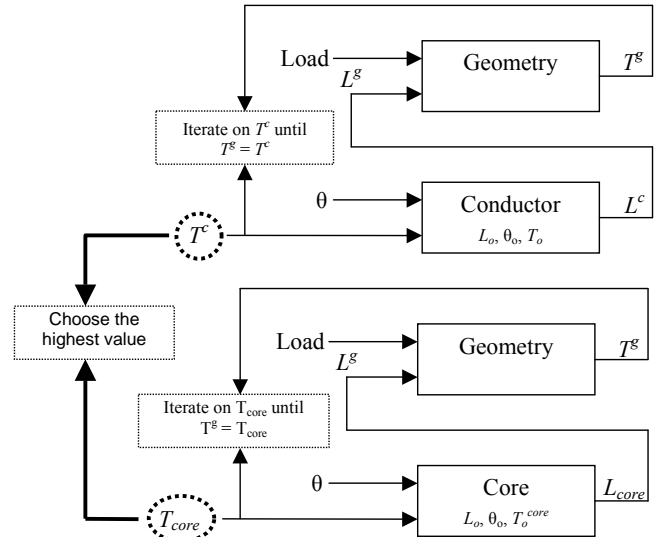 Load
L^g
Geometry
T^g
Iterate on T^c until
T^g = T^c
θ
Conductor
L_o, θ_o, T_o
L^c
T^c
Choose the
highest value
Load
L^g
Geometry
T^g
Iterate on T_core until
T^g = T_core
θ
Core
L_o, θ_o, T_o^core
L_core
T_core